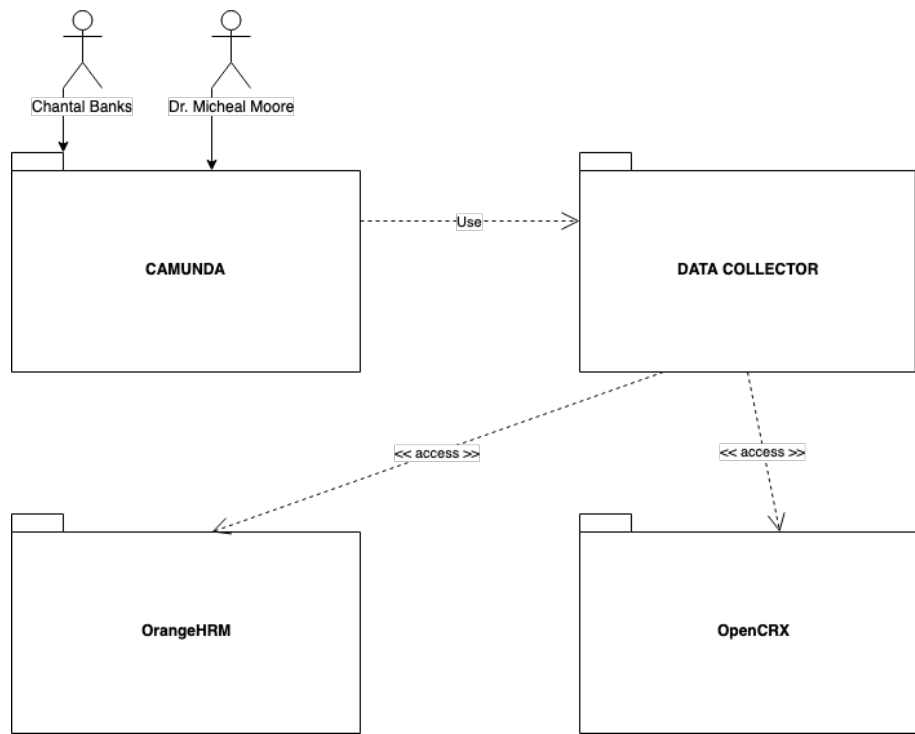 Chantal Banks
Dr. Micheal Moore
CAMUNDA
Use
DATA COLLECTOR
<< access >>
<< access >>
OrangeHRM
OpenCRX